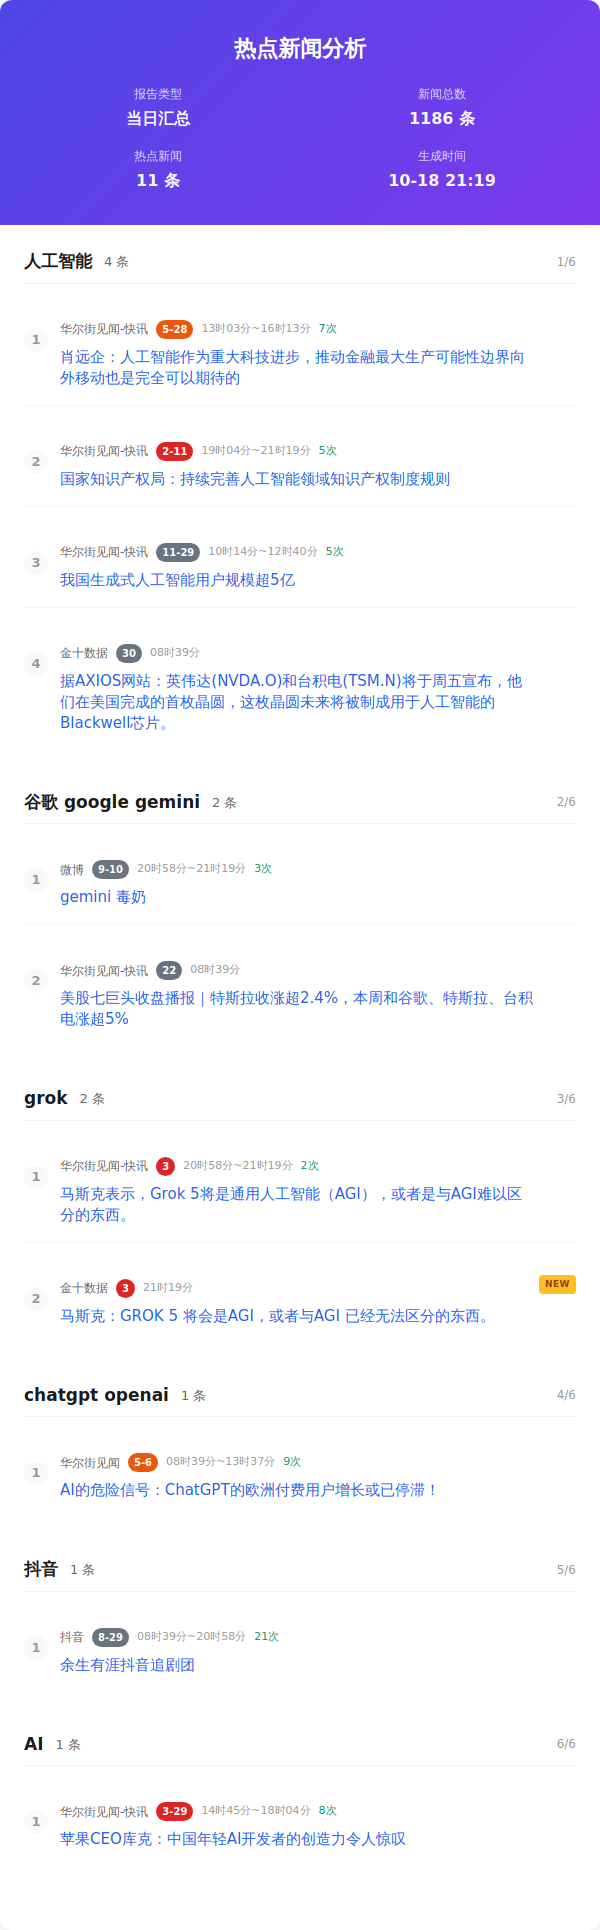 热点新闻分析
报告类型
新闻总数
当日汇总
1186 条
热点新闻
生成时间
11 条
10-18 21:19
人工智能 4 条 1/6
1
华尔街见闻-快讯 5-28 13时03分~16时13分 7次
肖远企：人工智能作为重大科技进步，推动金融最大生产可能性边界向
外移动也是完全可以期待的
2
华尔街见闻-快讯 2-11 19时04分~21时19分 5次
国家知识产权局：持续完善人工智能领域知识产权制度规则
3
华尔街见闻-快讯 11-29 10时14分~12时40分 5次
我国生成式人工智能用户规模超5亿
4
金十数据 30 08时39分
据AXIOS网站：英伟达(NVDA.O)和台积电(TSM.N)将于周五宣布，他
们在美国完成的首枚晶圆，这枚晶圆未来将被制成用于人工智能的
Blackwell芯片。
谷歌 google gemini 2 条 2/6
1
微博 9-10 20时58分~21时19分 3次
gemini 毒奶
2
华尔街见闻-快讯 22 08时39分
美股七巨头收盘播报｜特斯拉收涨超2.4%，本周和谷歌、特斯拉、台积
电涨超5%
grok 2 条 3/6
1
华尔街见闻-快讯 3 20时58分~21时19分 2次
马斯克表示，Grok 5将是通用人工智能（AGI），或者是与AGI难以区
分的东西。
2
金十数据 3 21时19分 NEW
马斯克：GROK 5 将会是AGI，或者与AGI 已经无法区分的东西。
chatgpt openai 1 条 4/6
1
华尔街见闻 5-6 08时39分~13时37分 9次
AI的危险信号：ChatGPT的欧洲付费用户增长或已停滞！
抖音 1 条 5/6
1
抖音 8-29 08时39分~20时58分 21次
余生有涯抖音追剧团
AI 1 条 6/6
1
华尔街见闻-快讯 3-29 14时45分~18时04分 8次
苹果CEO库克：中国年轻AI开发者的创造力令人惊叹